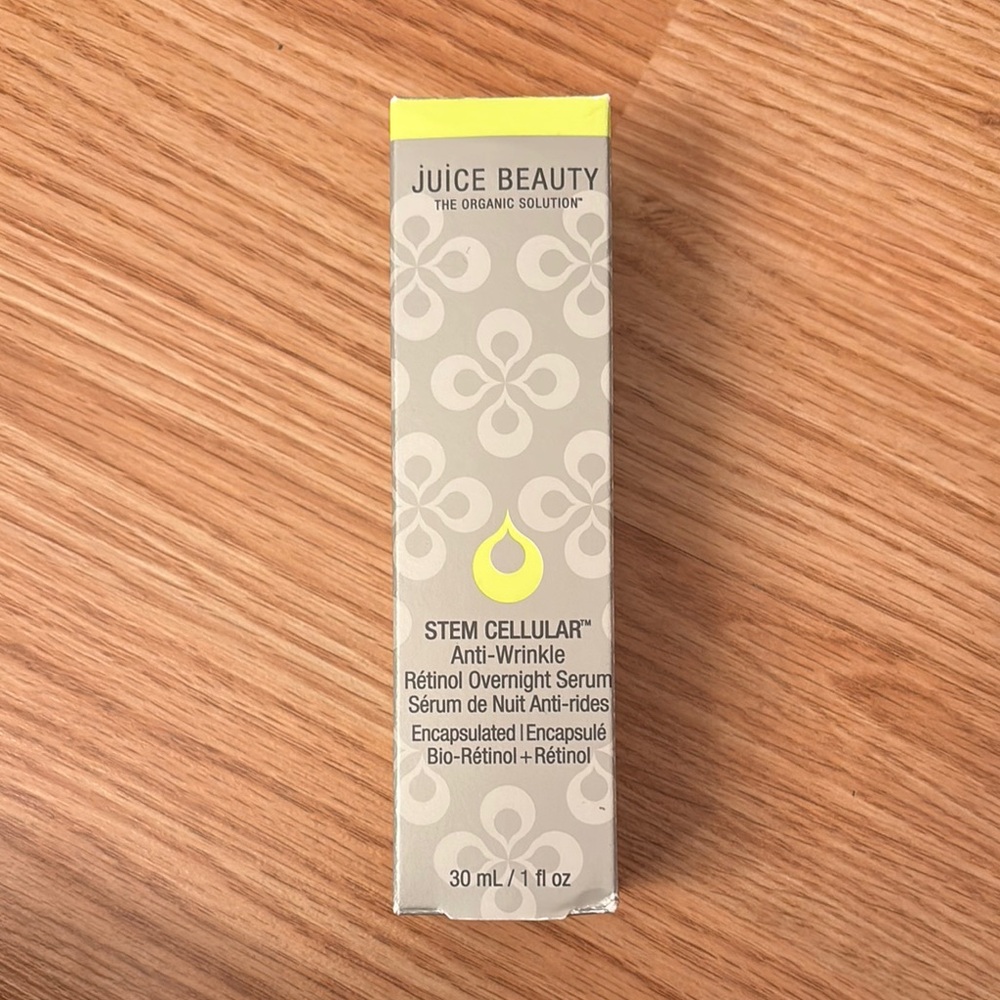 juice BEAUTY
THE ORGANIC SOLUTION™
STEM CELLULAR™
Anti-Wrinkle
Rétinol Overnight Serum
Sérum de Nuit Anti-rides
Encapsulated | Encapsulé
Bio-Rétinol + Rétinol
30 mL / 1 fl oz